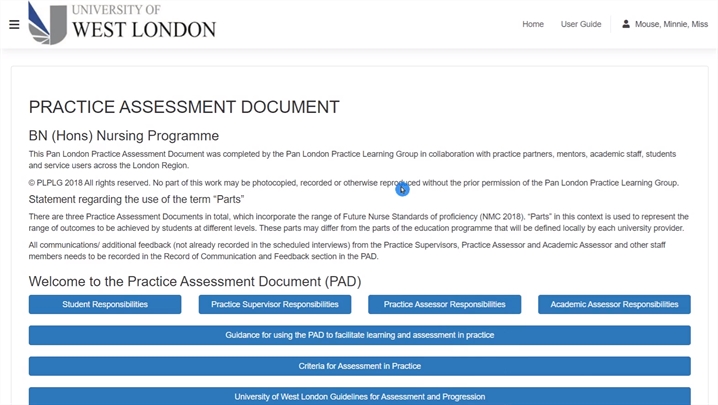 UNIVERSITY OF
WEST LONDON
Home
User Guide
Mouse, Minnie, Miss
PRACTICE ASSESSMENT DOCUMENT
BN (Hons) Nursing Programme
This Pan London Practice Assessment Document was completed by the Pan London Practice Learning Group in collaboration with practice partners, mentors, academic staff, students
and service users across the London Region.
© PLPLG 2018 All rights reserved. No part of this work may be photocopied, recorded or otherwise reproduced without the prior permission of the Pan London Practice Learning Group.
Statement regarding the use of the term “Parts”
There are three Practice Assessment Documents in total, which incorporate the range of Future Nurse Standards of proficiency (NMC 2018). “Parts” in this context is used to represent the
range of outcomes to be achieved by students at different levels. These parts may differ from the parts of the education programme that will be defined locally by each university provider.
All communications/ additional feedback (not already recorded in the scheduled interviews) from the Practice Supervisors, Practice Assessor and Academic Assessor and other staff
members needs to be recorded in the Record of Communication and Feedback section in the PAD.
Welcome to the Practice Assessment Document (PAD)
Student Responsibilities
Practice Supervisor Responsibilities
Practice Assessor Responsibilities
Academic Assessor Responsibilities
Guidance for using the PAD to facilitate learning and assessment in practice
Criteria for Assessment in Practice
University of West London Guidelines for Assessment and Progression